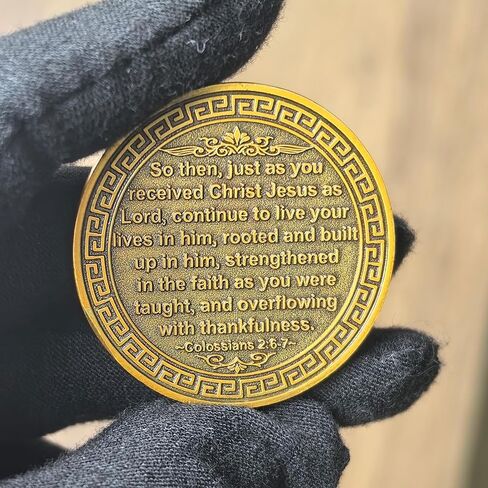 So then, just as you
received Christ Jesus as
Lord, continue to live your
lives in him, rooted and built
up in him, strengthened
in the faith as you were
taught, and overflowing
with thankfulness.
~Colossians 2:6-7~